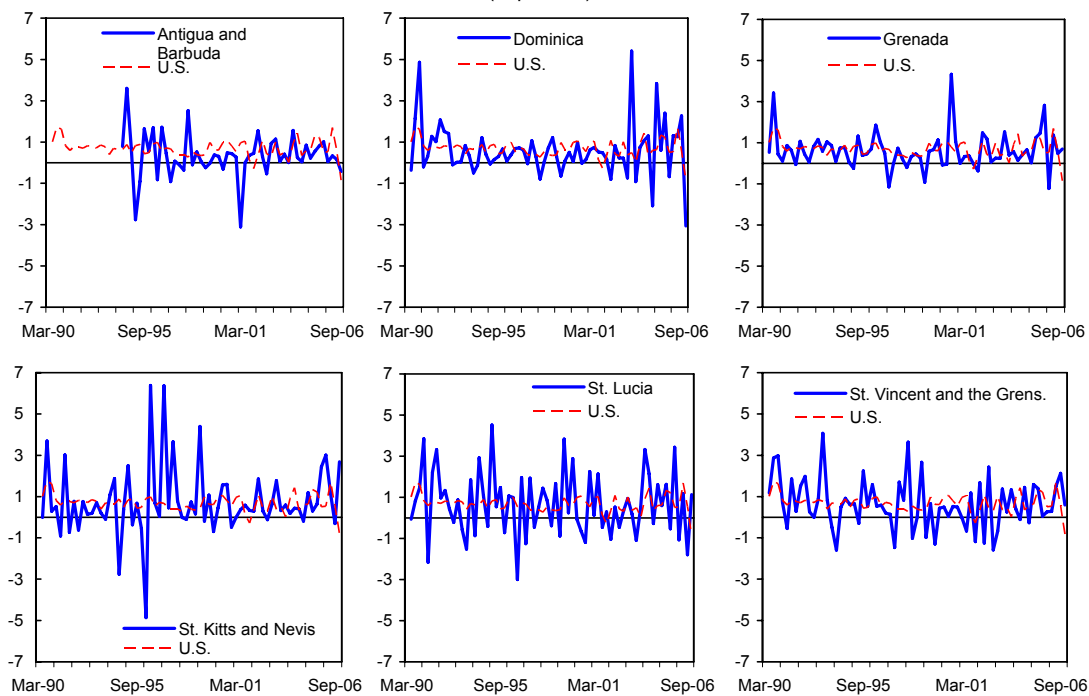 7
5
3
1
-1
-3
-5
-7
Antigua and
Barbuda
U.S.
Mar-90 Sep-95 Mar-01 Sep-06
7
5
3
1
-1
-3
-5
-7
Dominica
U.S.
Mar-90 Sep-95 Mar-01 Sep-06
7
5
3
1
-1
-3
-5
-7
Grenada
U.S.
Mar-90 Sep-95 Mar-01 Sep-06
7
5
3
1
-1
-3
-5
-7
St. Kitts and Nevis
U.S.
Mar-90 Sep-95 Mar-01 Sep-06
7
5
3
1
-1
-3
-5
-7
St. Lucia
U.S.
Mar-90 Sep-95 Mar-01 Sep-06
7
5
3
1
-1
-3
-5
-7
St. Vincent and the Grens.
U.S.
Mar-90 Sep-95 Mar-01 Sep-06